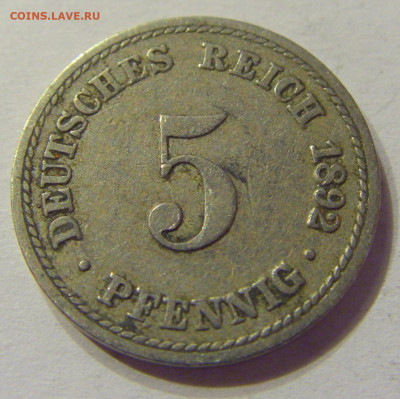 COINS.LAVE.RU
DEUTSCHES REICH 1892
5
· PFENNIG ·